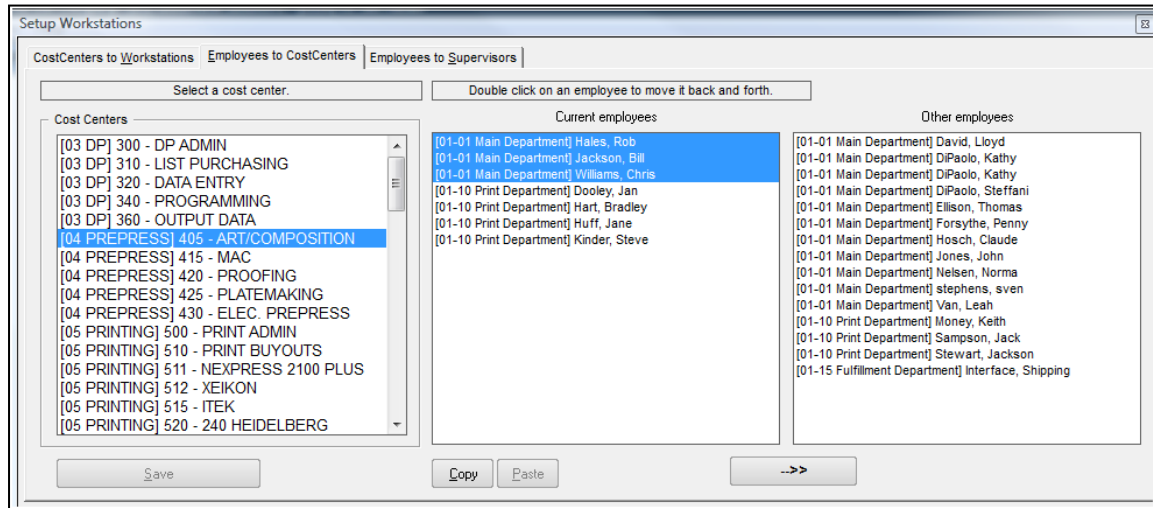 Setup Workstations
CostCenters to Workstations
Employees to CostCenters
Employees to Supervisors
Select a cost center.
Double click on an employee to move it back and forth.
Cost Centers
[03 DP] 300 - DP ADMIN
[03 DP] 310 - LIST PURCHASING
[03 DP] 320 - DATA ENTRY
[03 DP] 340 - PROGRAMMING
[03 DP] 360 - OUTPUT DATA
[04 PREPRESS] 405 - ART/COMPOSITION
[04 PREPRESS] 415 - MAC
[04 PREPRESS] 420 - PROOFING
[04 PREPRESS] 425 - PLATEMAKING
[04 PREPRESS] 430 - ELEC. PREPRESS
[05 PRINTING] 500 - PRINT ADMIN
[05 PRINTING] 510 - PRINT BUYOUTS
[05 PRINTING] 511 - NEXPRESS 2100 PLUS
[05 PRINTING] 512 - XEIKON
[05 PRINTING] 515 - ITEK
[05 PRINTING] 520 - 240 HEIDELBERG
Current employees
[01-01 Main Department] Hales, Rob
[01-01 Main Department] Jackson, Bill
[01-01 Main Department] Williams, Chris
[01-10 Print Department] Dooley, Jan
[01-10 Print Department] Hart, Bradley
[01-10 Print Department] Huff, Jane
[01-10 Print Department] Kinder, Steve
Other employees
[01-01 Main Department] David, Lloyd
[01-01 Main Department] DiPaolo, Kathy
[01-01 Main Department] DiPaolo, Kathy
[01-01 Main Department] DiPaolo, Steffani
[01-01 Main Department] Ellison, Thomas
[01-01 Main Department] Forsythe, Penny
[01-01 Main Department] Hosch, Claude
[01-01 Main Department] Jones, John
[01-01 Main Department] Nelsen, Norma
[01-01 Main Department] stephens, sven
[01-01 Main Department] Van, Leah
[01-10 Print Department] Money, Keith
[01-10 Print Department] Sampson, Jack
[01-10 Print Department] Stewart, Jackson
[01-15 Fulfillment Department] Interface, Shipping
Save
Copy
Paste
-->>